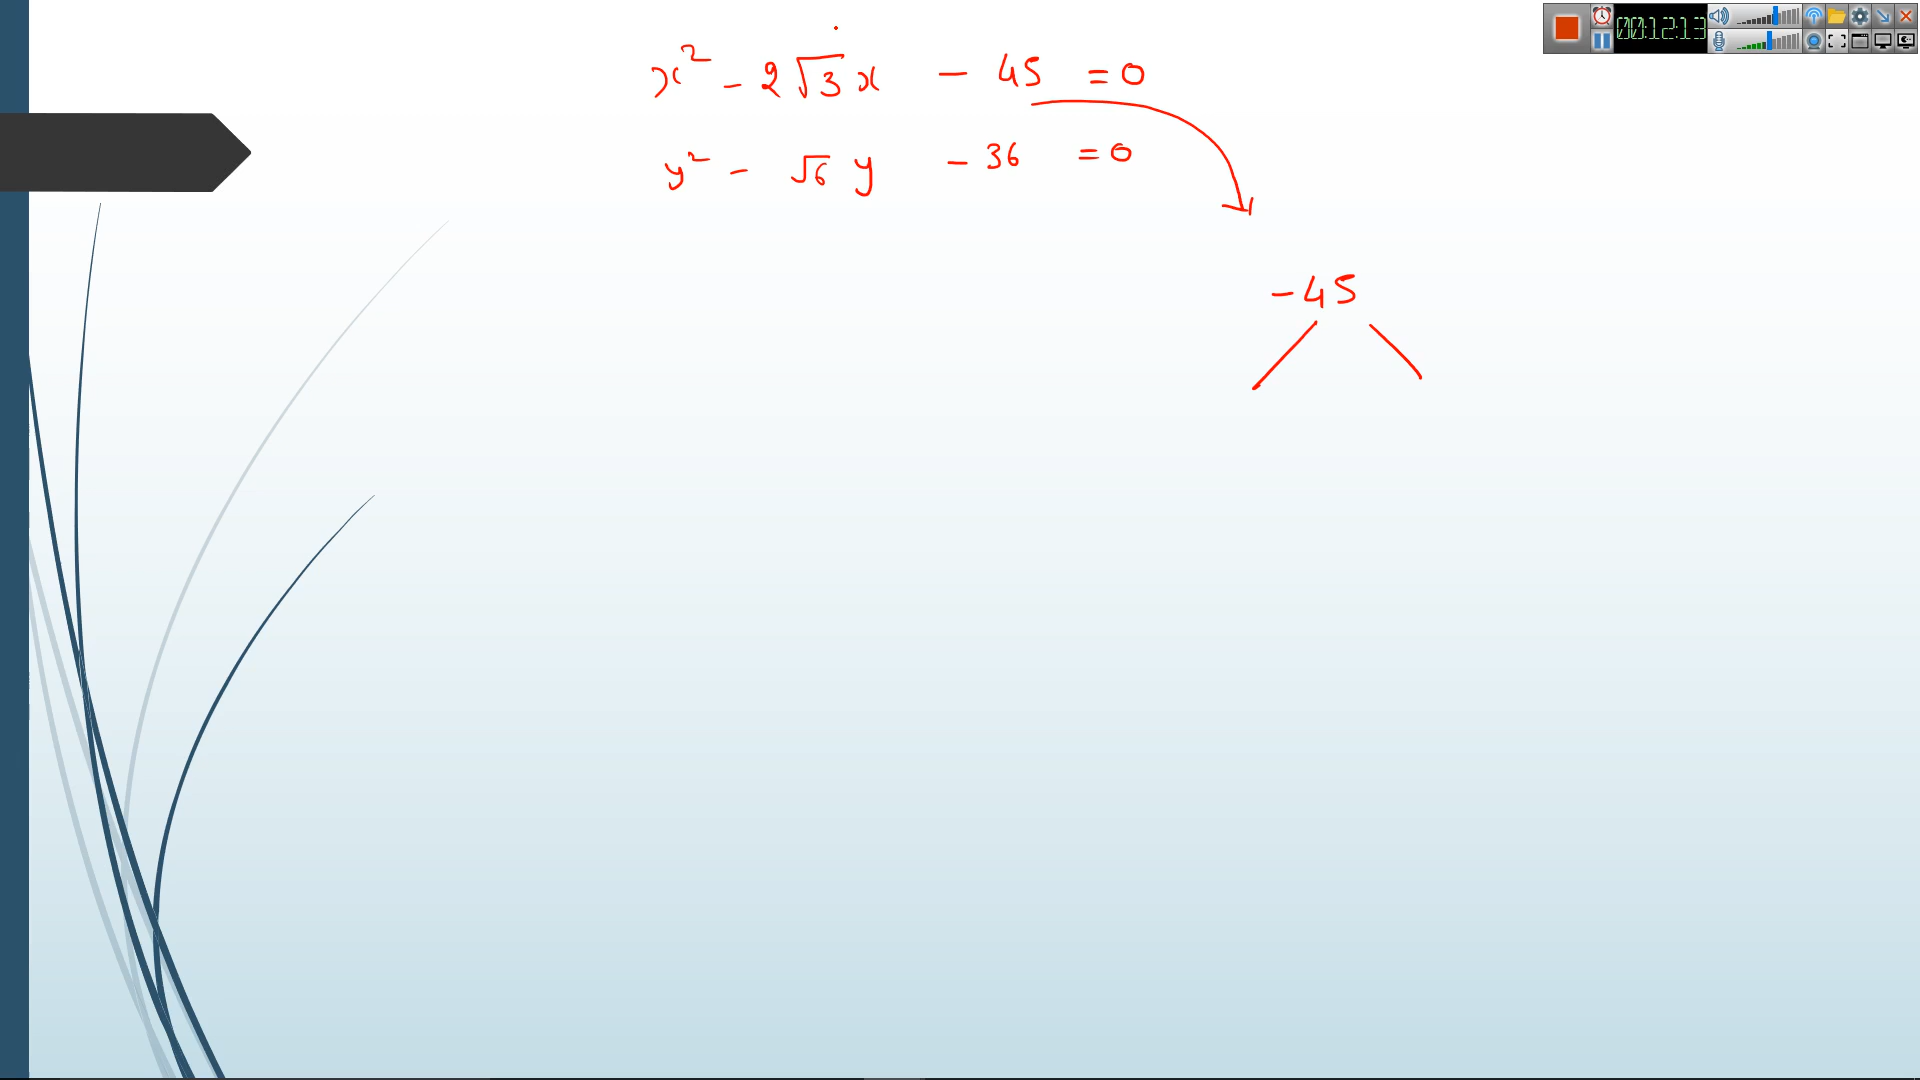 x² - 2√3 x - 45 = 0
y² - √6 y - 36 = 0
-45
00:12:13